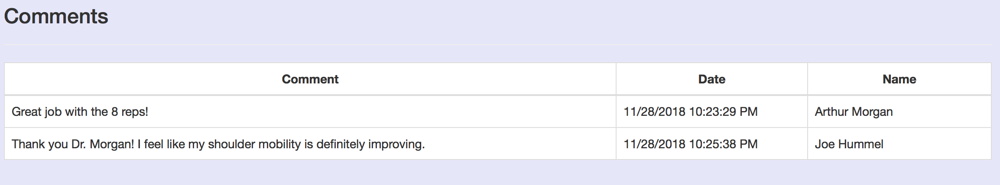 Comments
Comment Date Name
Great job with the 8 reps! 11/28/2018 10:23:29 PM Arthur Morgan
Thank you Dr. Morgan! I feel like my shoulder mobility is definitely improving. 11/28/2018 10:25:38 PM Joe Hummel